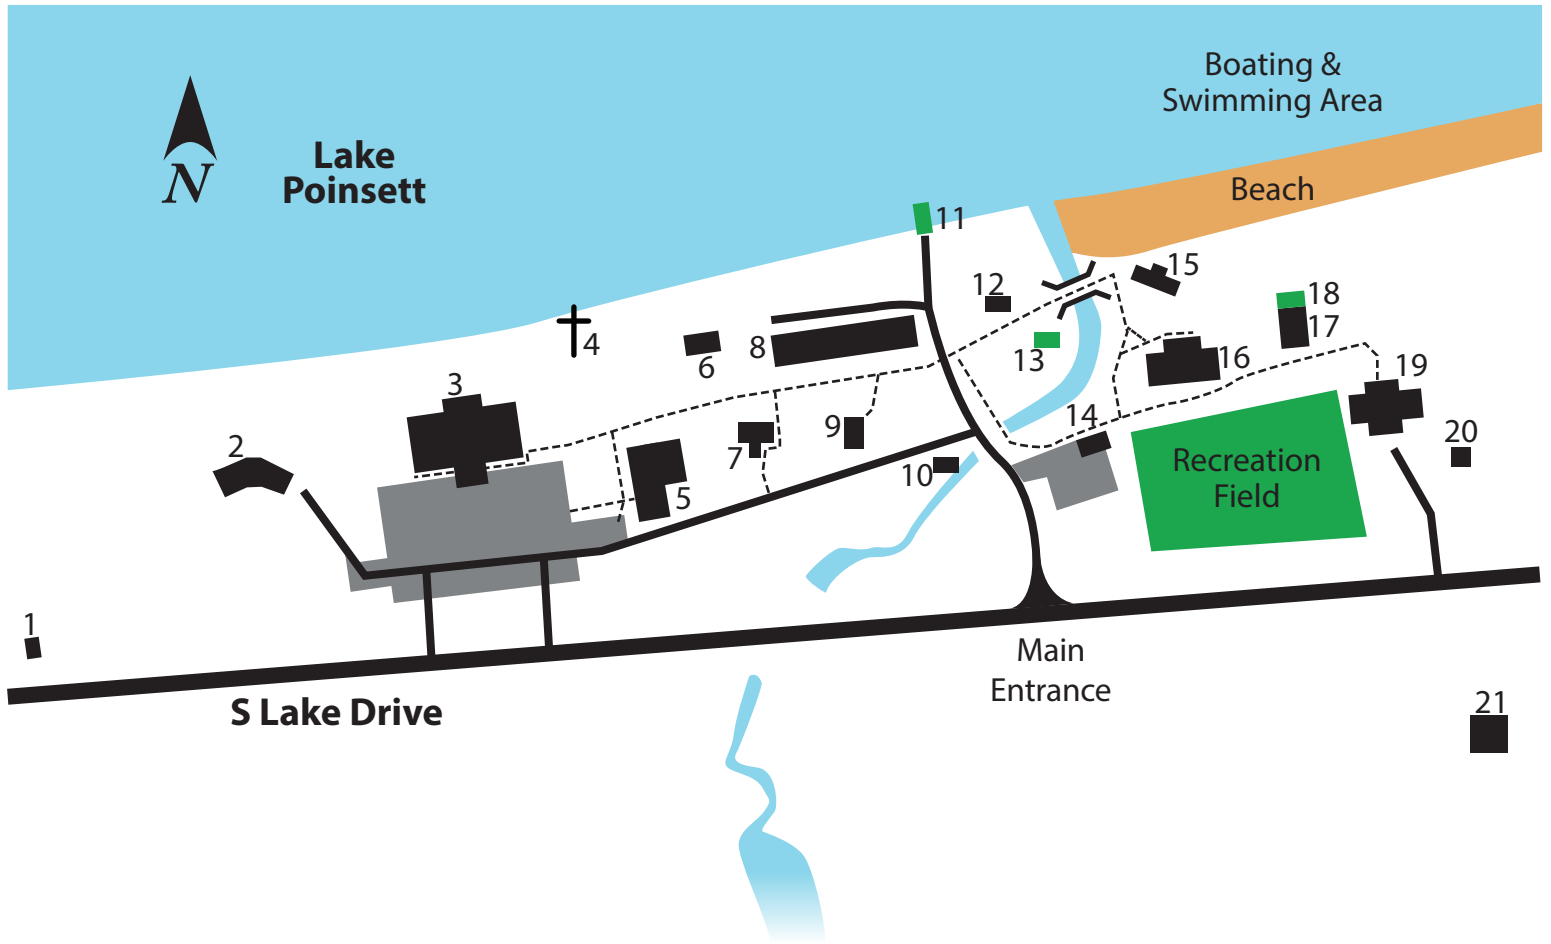 Boating &
Swimming Area
Lake
Poinsett
N
Beach
11
15
12
18
4
8
6
13
17
16
3
19
14
2
9
7
10
5
20
Recreation
Field
1
Main
Entrance
S Lake Drive
21